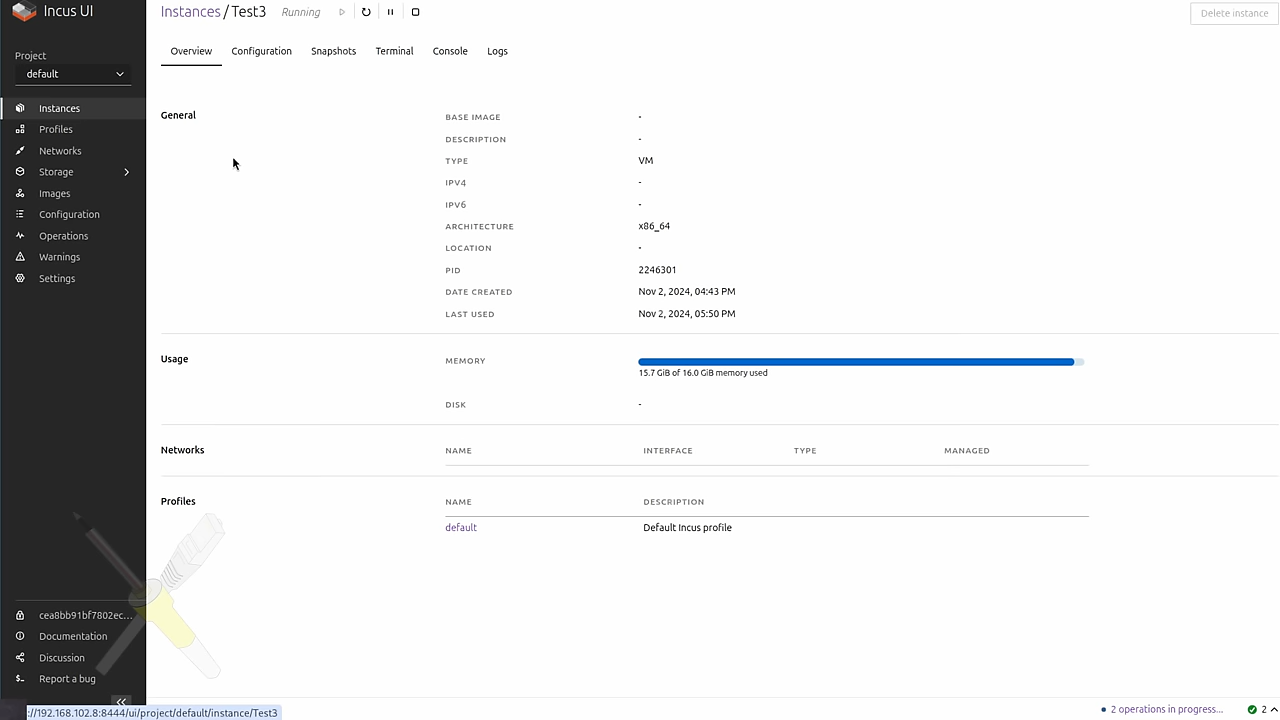 Incus UI
Project
default
Instances
Profiles
Networks
Storage
Images
Configuration
Operations
Warnings
Settings
cea8bb91bf7802ec...
Documentation
Discussion
Report a bug
://192.168.102.8:8444/ui/project/default/instance/Test3
Instances / Test3 Running
Delete instance
Overview Configuration Snapshots Terminal Console Logs
General
BASE IMAGE -
DESCRIPTION -
TYPE VM
IPV4 -
IPV6 -
ARCHITECTURE x86_64
LOCATION -
PID 2246301
DATE CREATED Nov 2, 2024, 04:43 PM
LAST USED Nov 2, 2024, 05:50 PM
Usage
MEMORY
15.7 GiB of 16.0 GiB memory used
DISK -
Networks
NAME INTERFACE TYPE MANAGED
Profiles
NAME DESCRIPTION
default Default Incus profile
2 operations in progress... 2